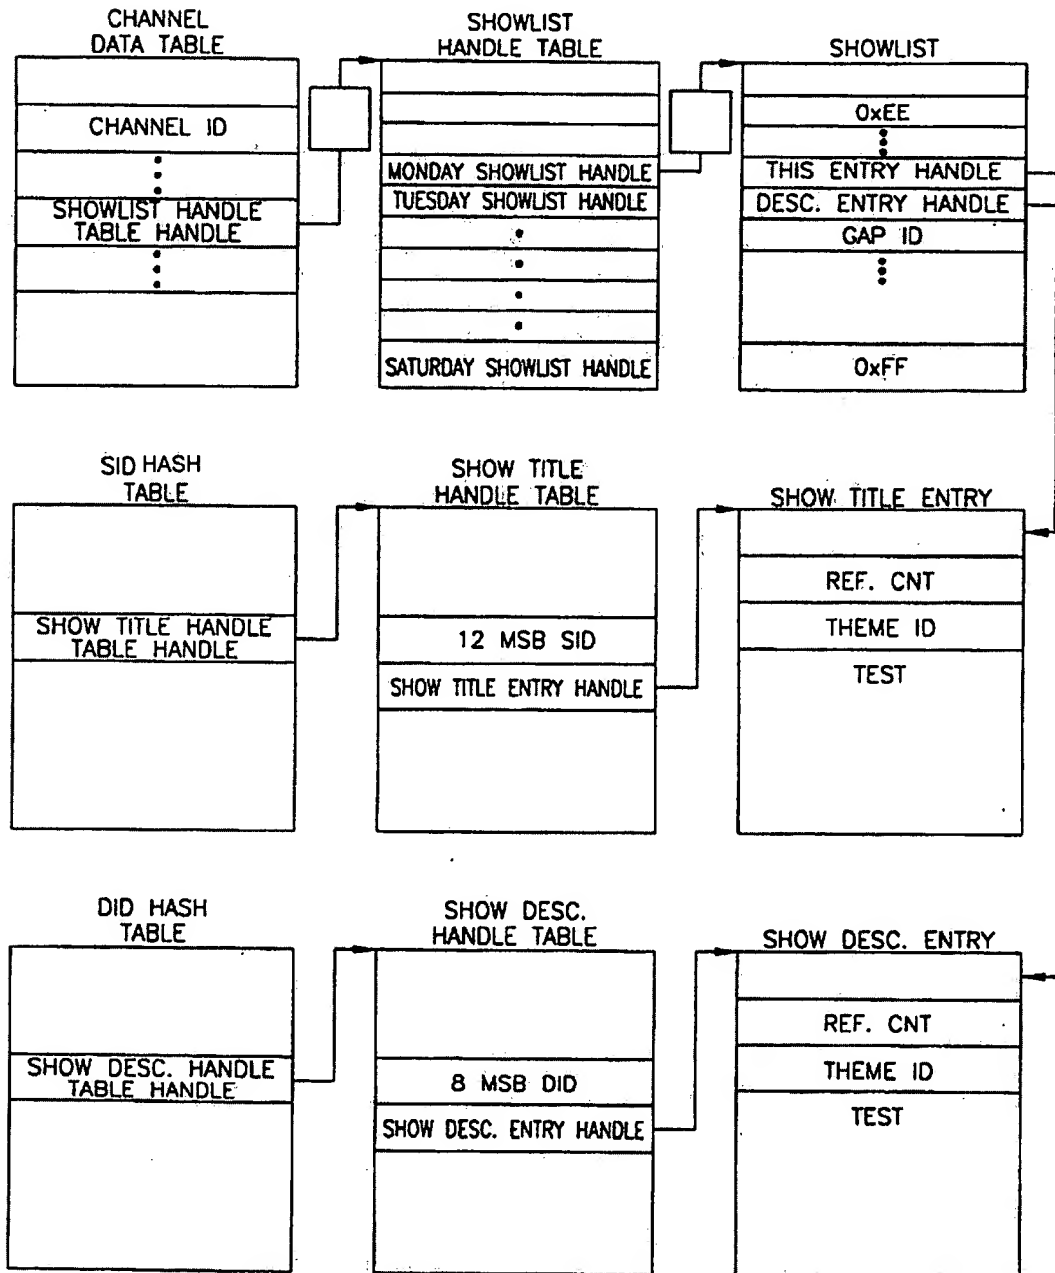 CHANNEL
DATA TABLE
CHANNEL ID
SHOWLIST HANDLE
TABLE HANDLE
SHOWLIST
HANDLE TABLE
MONDAY SHOWLIST HANDLE
TUESDAY SHOWLIST HANDLE
SATURDAY SHOWLIST HANDLE
SHOWLIST
0xEE
THIS ENTRY HANDLE
DESC. ENTRY HANDLE
GAP ID
0xFF
SID HASH
TABLE
SHOW TITLE HANDLE
TABLE HANDLE
SHOW TITLE
HANDLE TABLE
12 MSB SID
SHOW TITLE ENTRY HANDLE
SHOW TITLE ENTRY
REF. CNT
THEME ID
TEST
DID HASH
TABLE
SHOW DESC. HANDLE
TABLE HANDLE
SHOW DESC.
HANDLE TABLE
8 MSB DID
SHOW DESC. ENTRY HANDLE
SHOW DESC. ENTRY
REF. CNT
THEME ID
TEST